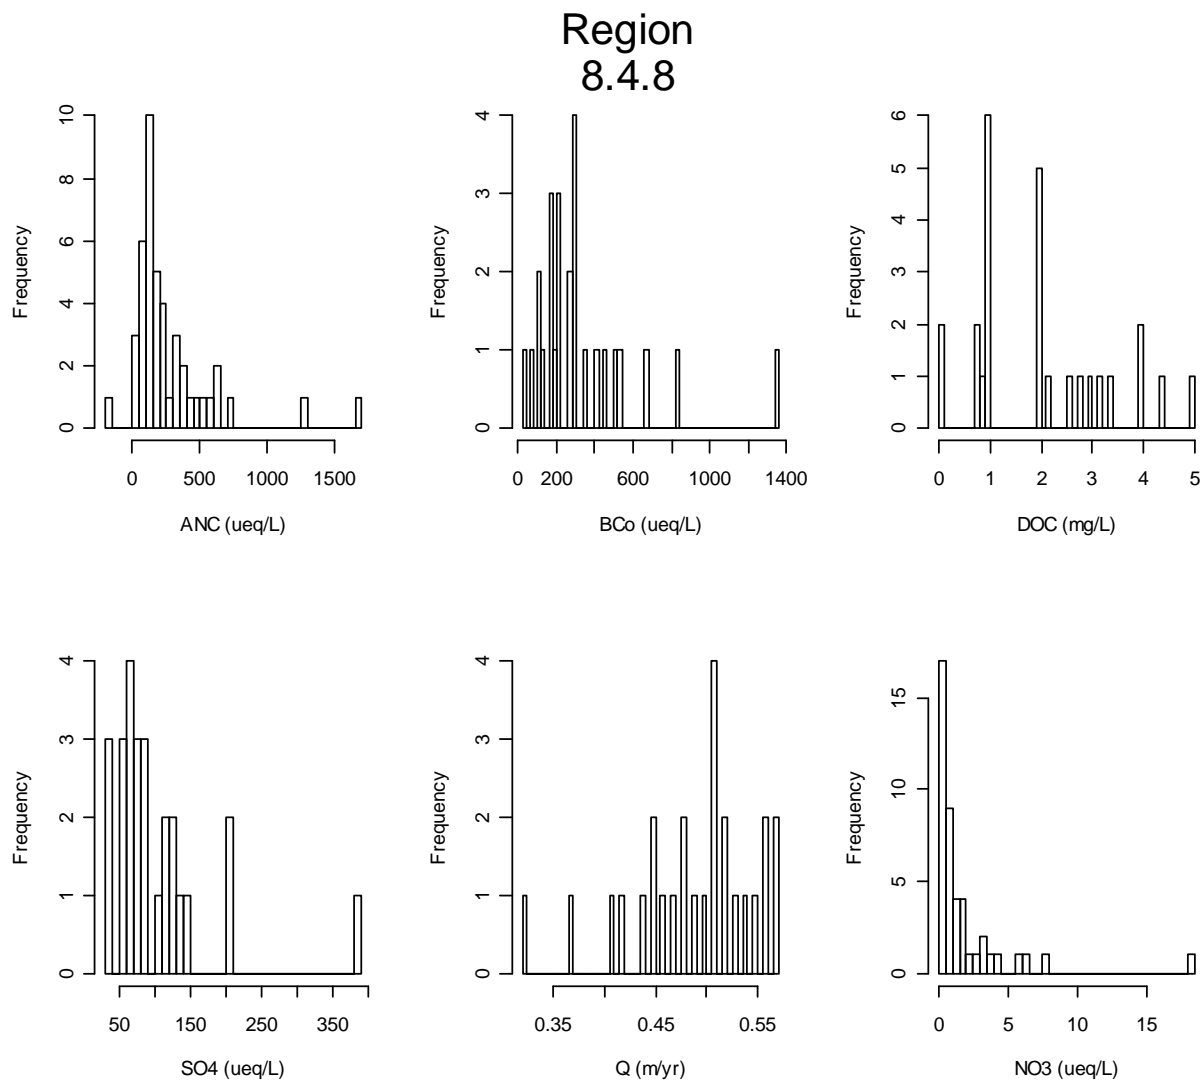 Region
8.4.8
Frequency
0 2 4 6 8 10
0 500 1000 1500
ANC (ueq/L)
Frequency
0 1 2 3 4
0 200 600 1000 1400
BCo (ueq/L)
Frequency
0 1 2 3 4 5 6
0 1 2 3 4 5
DOC (mg/L)
Frequency
0 1 2 3 4
50 150 250 350
SO4 (ueq/L)
Frequency
0 1 2 3 4
0.35 0.45 0.55
Q (m/yr)
Frequency
0 5 10 15
0 5 10 15
NO3 (ueq/L)